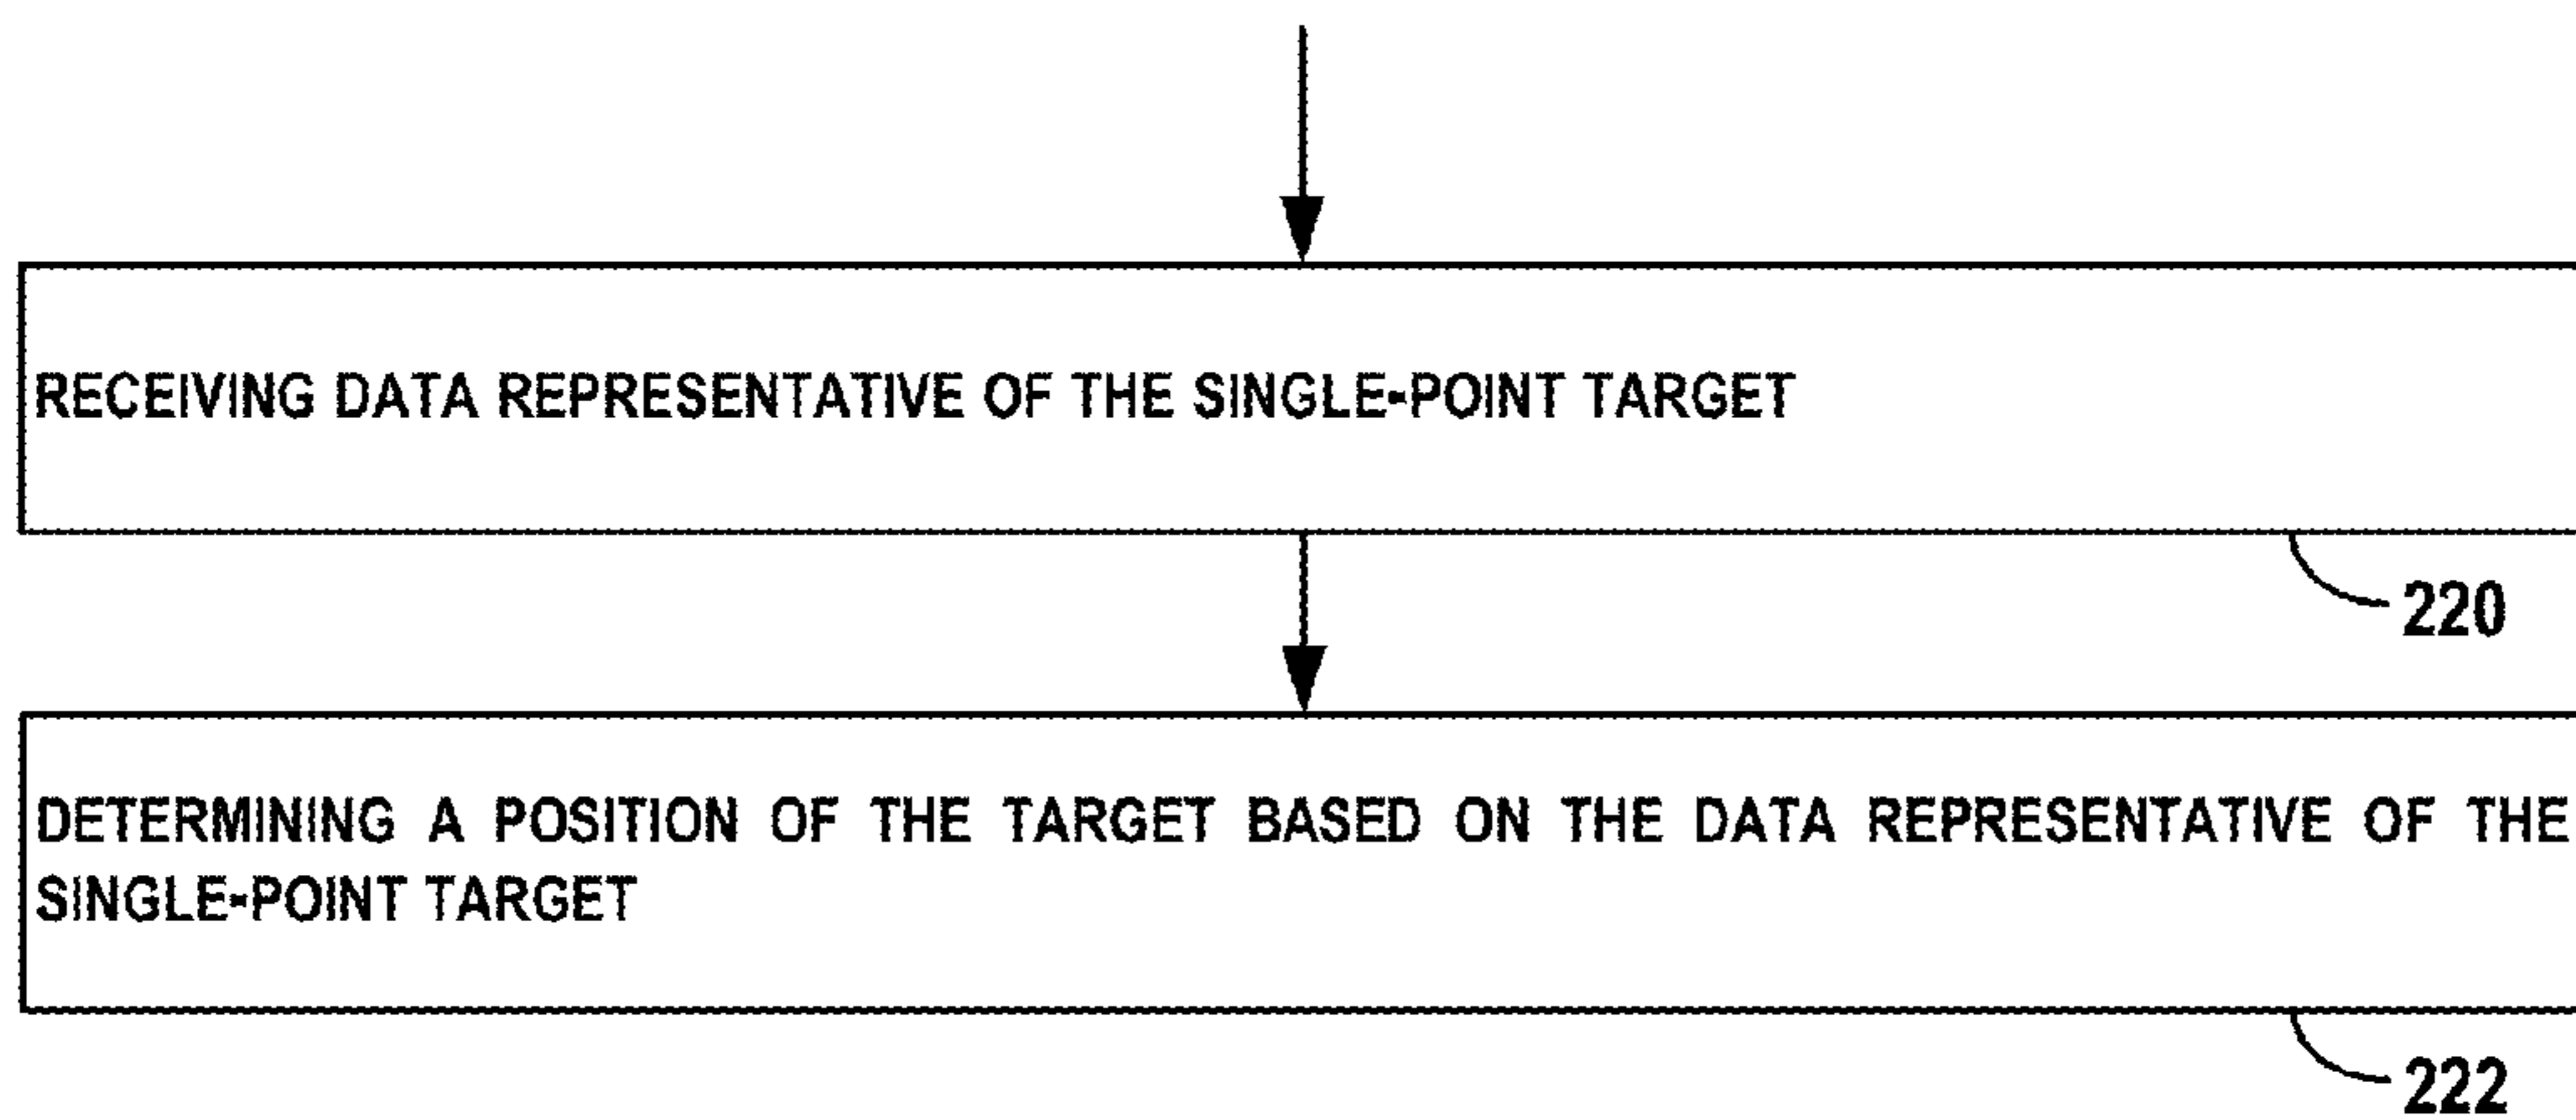 RECEIVING DATA REPRESENTATIVE OF THE SINGLE-POINT TARGET
220
DETERMINING A POSITION OF THE TARGET BASED ON THE DATA REPRESENTATIVE OF THE
SINGLE-POINT TARGET
222